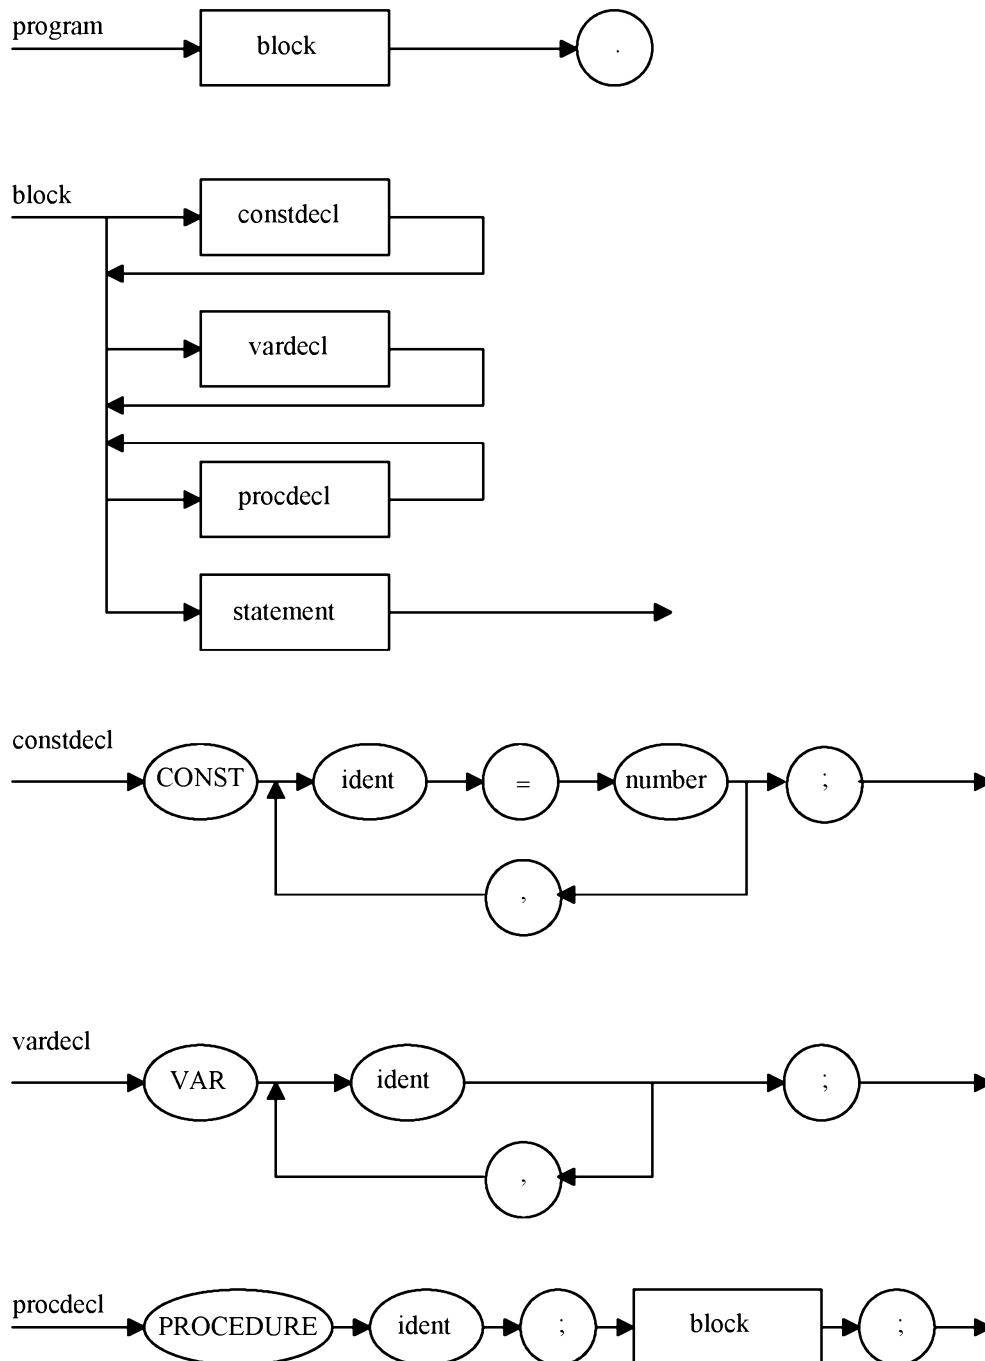 program
block
.
block
constdecl
vardecl
procdecl
statement
constdecl
CONST ident = number ;
,
vardecl
VAR ident ;
,
procdecl
PROCEDURE ident ; block ;